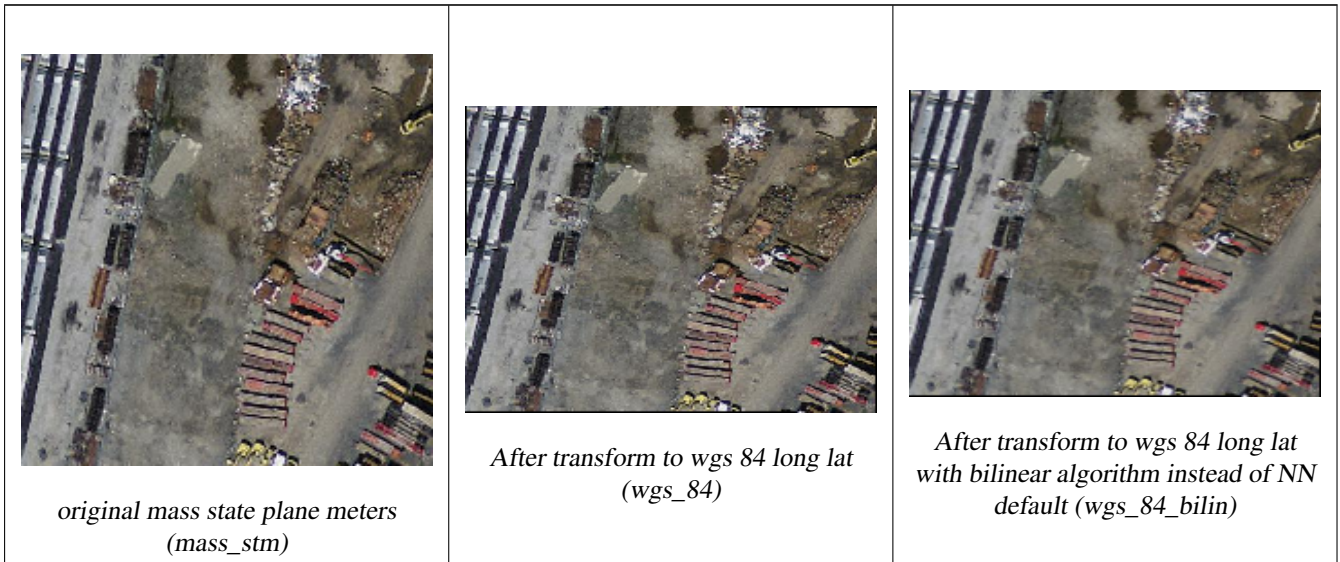 original mass state plane meters
(mass_stm)
After transform to wgs 84 long lat
(wgs_84)
After transform to wgs 84 long lat
with bilinear algorithm instead of NN
default (wgs_84_bilin)